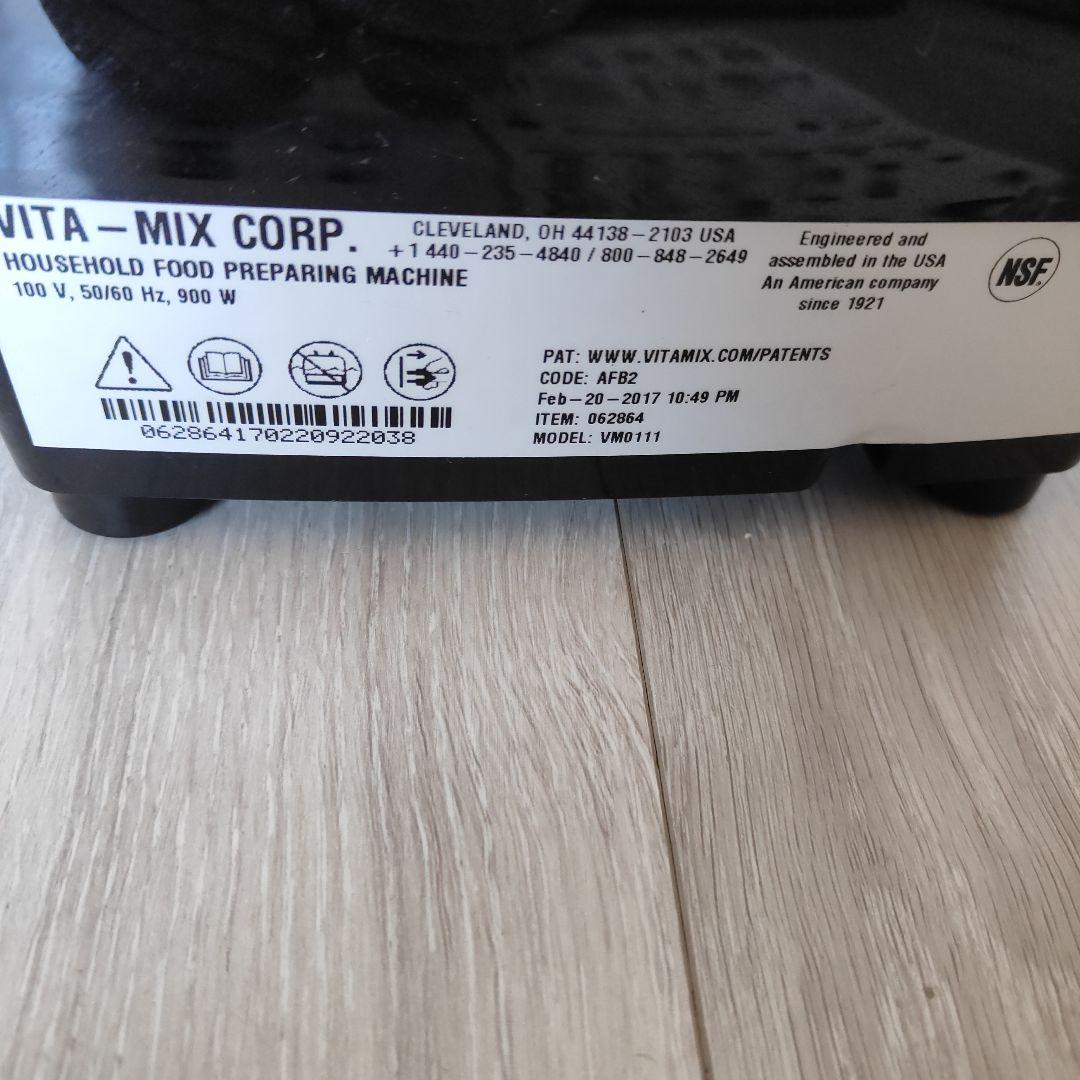 VITA-MIX CORP.
HOUSEHOLD FOOD PREPARING MACHINE
100 V, 50/60 Hz, 900 W
CLEVELAND, OH 44138-2103 USA
+1 440-235-4840 / 800-848-2649
Engineered and
assembled in the USA
An American company
since 1921
NSF.
PAT: WWW.VITAMIX.COM/PATENTS
CODE: AFB2
Feb-20-2017 10:49 PM
ITEM: 062864
MODEL: VM0111
062864170220922038